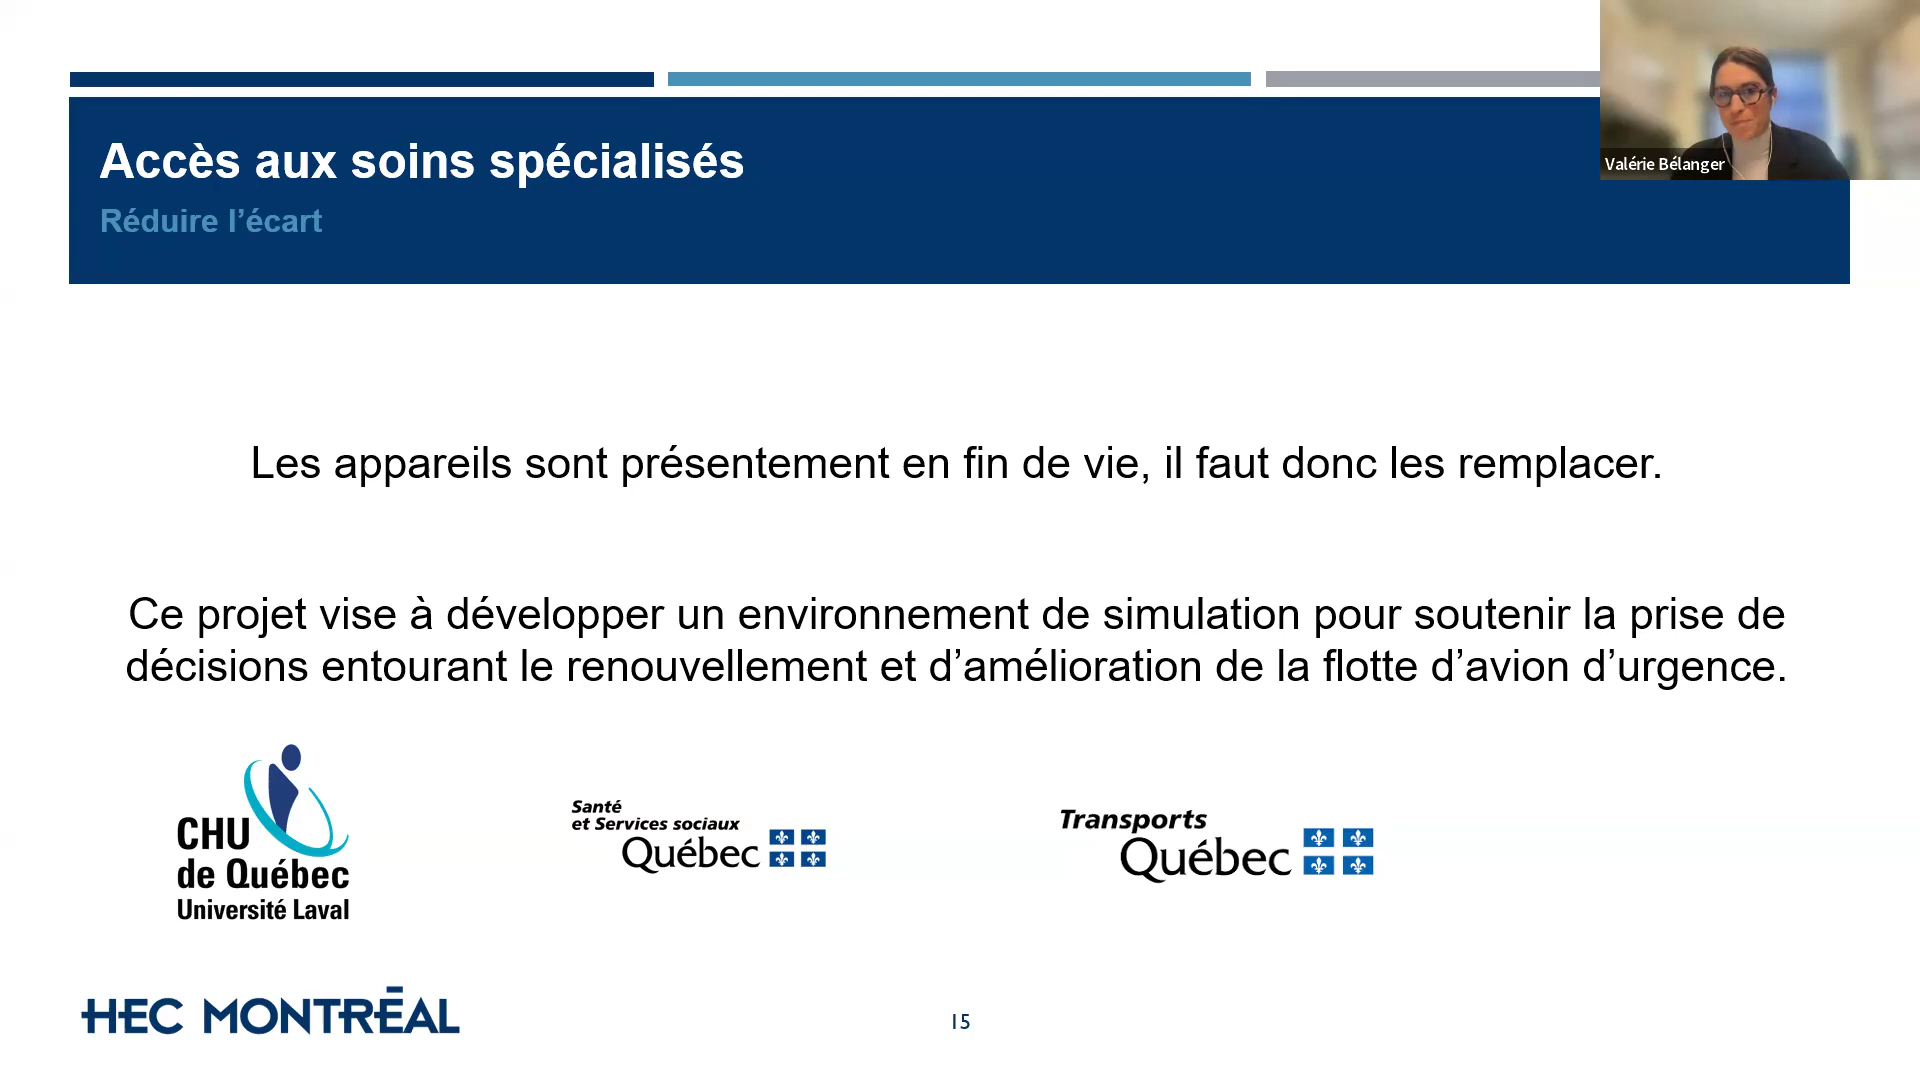 Accès aux soins spécialisés
Réduire l’écart
Valérie Bélanger
Les appareils sont présentement en fin de vie, il faut donc les remplacer.
Ce projet vise à développer un environnement de simulation pour soutenir la prise de
décisions entourant le renouvellement et d’amélioration de la flotte d’avion d’urgence.
CHU
de Québec
Université Laval
Santé
et Services sociaux
Québec
Transports
Québec
HEC MONTRÉAL
15